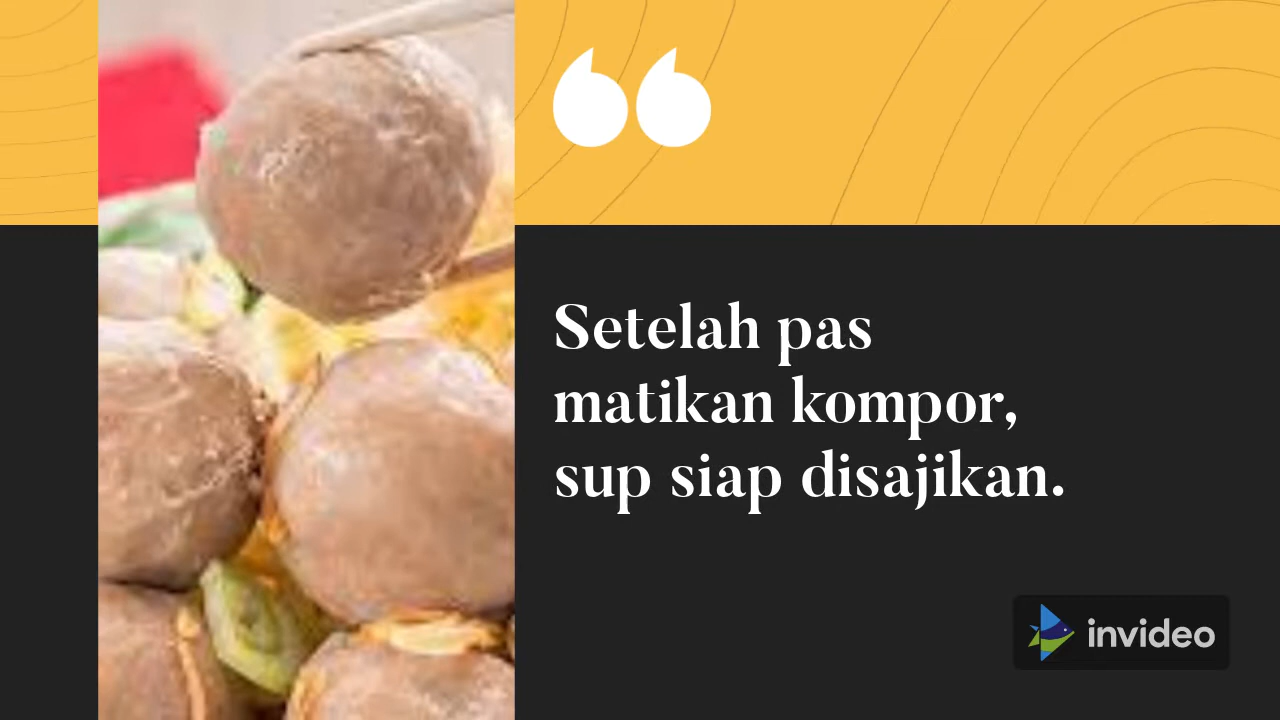 Setelah pas
matikan kompor,
sup siap disajikan.
invideo